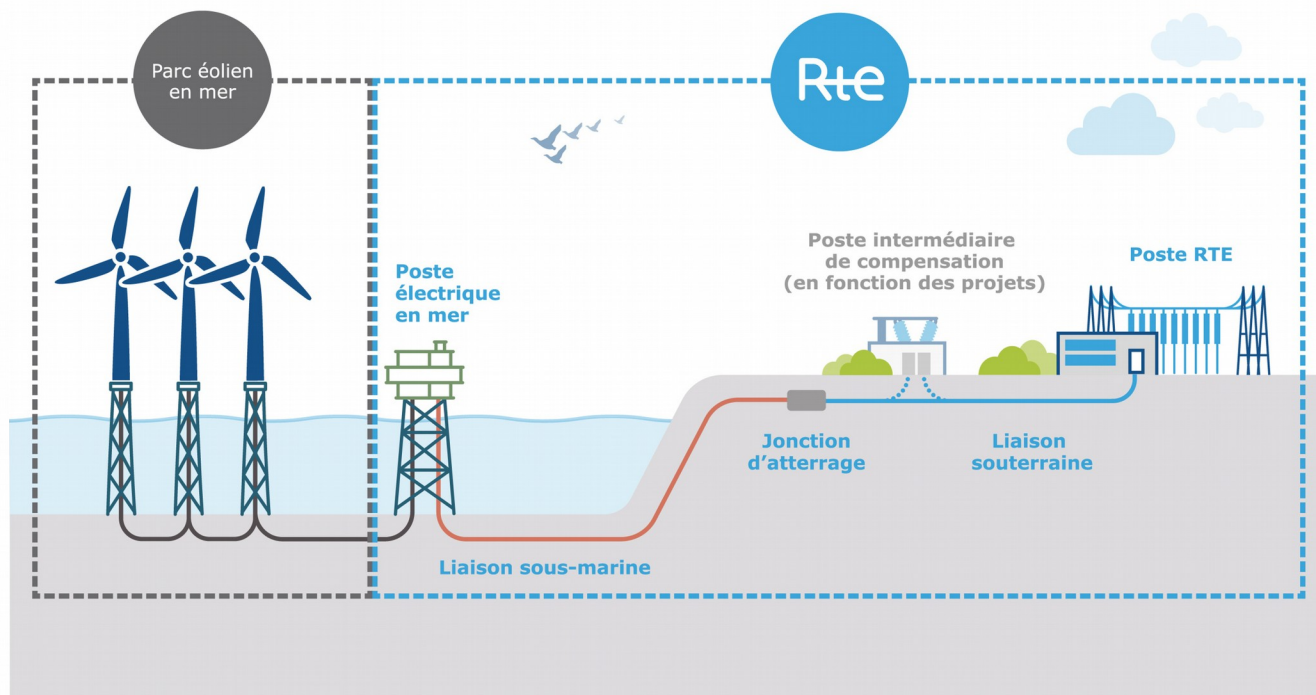 Parc éolien
en mer
Rte
Poste
électrique
en mer
Poste intermédiaire
de compensation
(en fonction des projets)
Poste RTE
Jonction
d’atterrage
Liaison
souterraine
Liaison sous-marine